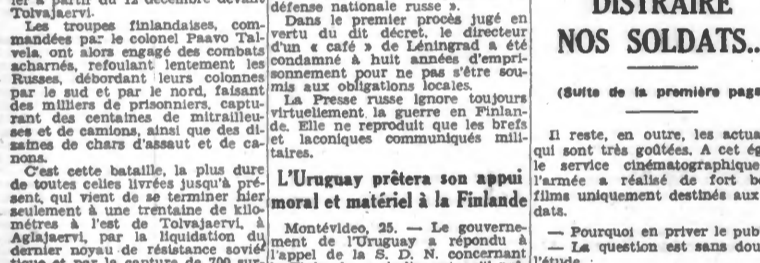 Tolvajaervi.
Les troupes finlandaises, com-
mandées par le colonel Paavo Tal-
vela, ont alors engagé des combats
acharnés, refoulant lentement les
Russes, débordant leurs colonnes
par le sud et par le nord, faisant
des milliers de prisonniers, captu-
rant des centaines de mitrailleu-
ses et de camions, ainsi que des di-
zaines de chars d'assaut et de ca-
nons.
C'est cette bataille, la plus dure
de toutes celles livrées jusqu'à pré-
sent, qui vient de se terminer hier
seulement à une trentaine de kilo-
mètres à l'est de Tolvajaervi, à
Aglajaervi, par la liquidation du
dernier noyau de résistance sovié-
défense nationale russe ».
Dans le premier procès jugé en
vertu du dit décret, le directeur
d'un « café » de Léningrad a été
condamné à huit années d'empri-
sonnement pour ne pas s'être sou-
mis aux obligations locales.
La Presse russe ignore toujours
virtuellement la guerre en Finlan-
de. Elle ne reproduit que les brefs
et laconiques communiqués mili-
taires.
L'Uruguay prêtera son appui
moral et matériel à la Finlande
Montévideo, 25. — Le gouverne-
ment de l'Uruguay a répondu à
l'appel de la S. D. N. concernant
DISTRAIRE
NOS SOLDATS..
(Suite de la première pag
Il reste, en outre, les actua
qui sont très goûtées. A cet ég
le service cinématographique
l'armée a réalisé de fort b
films uniquement destinés aux
dats.
— Pourquoi en priver le pub
— La question est sans dou
l'étude